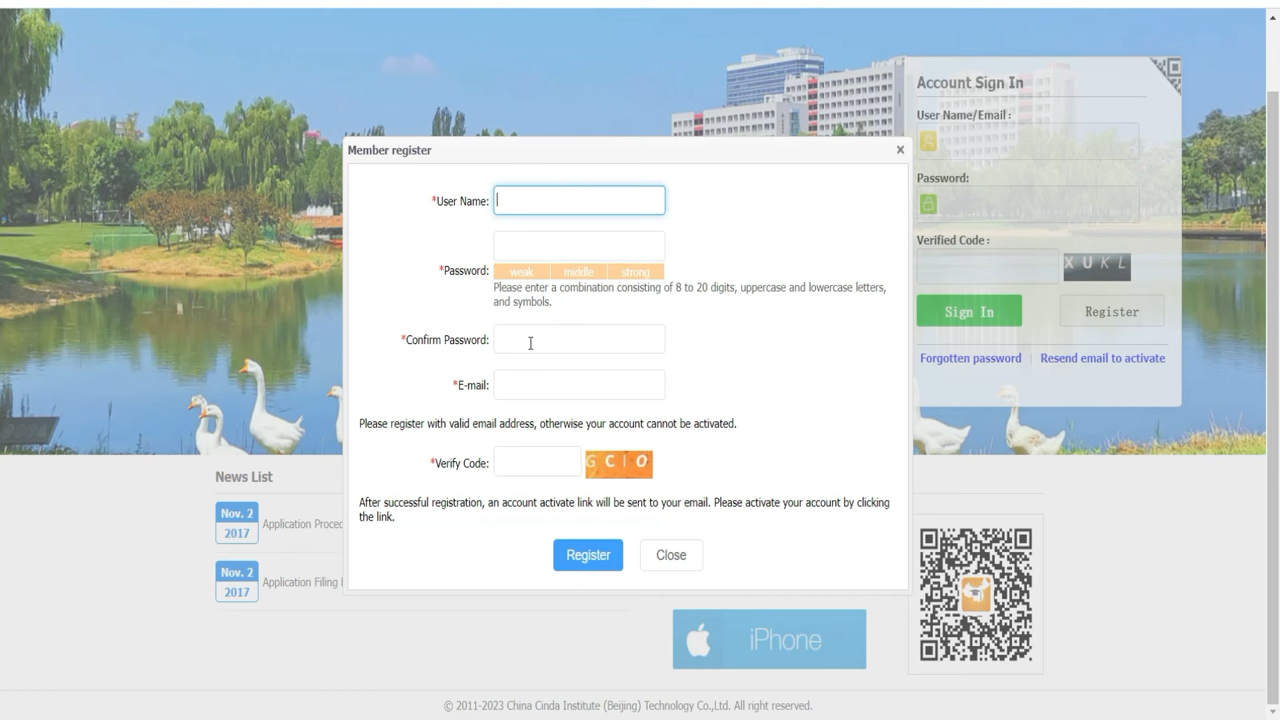 Account Sign In
User Name/Email :
Password:
Verified Code :
X U K L
Sign In
Register
Forgotten password
Resend email to activate
Member register
*User Name:
*Password:
weak
middle
strong
Please enter a combination consisting of 8 to 20 digits, uppercase and lowercase letters,
and symbols.
*Confirm Password:
*E-mail:
Please register with valid email address, otherwise your account cannot be activated.
*Verify Code:
G C I O
After successful registration, an account activate link will be sent to your email. Please activate your account by clicking
the link.
Register
Close
News List
Nov. 2
2017
Application Proced
Nov. 2
2017
Application Filing
iPhone
© 2011-2023 China Cinda Institute (Beijing) Technology Co.,Ltd. All right reserved.